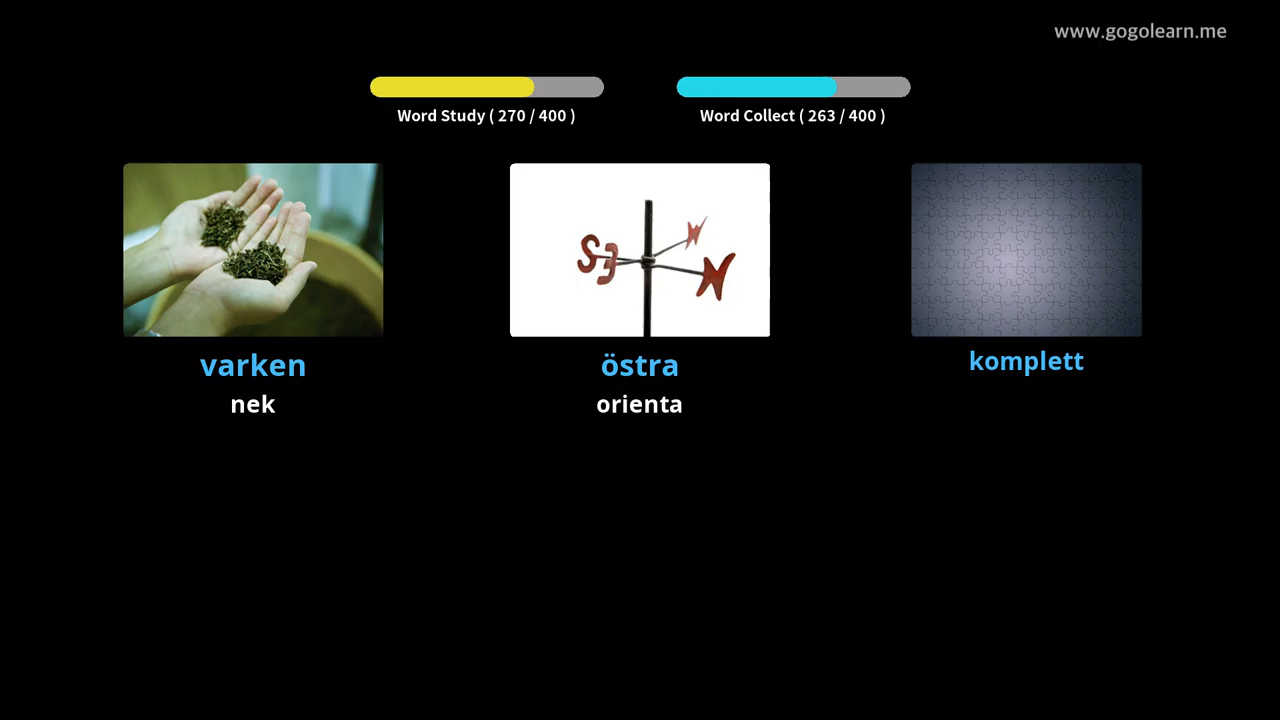 www.gogolearn.me
Word Study ( 270 / 400 )
Word Collect ( 263 / 400 )
varken
nek
östra
orienta
komplett